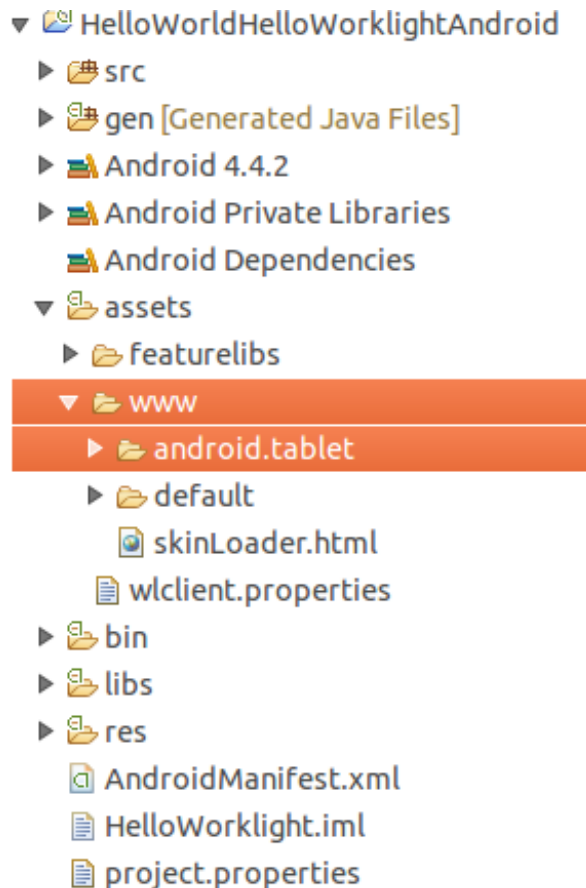 HelloWorldHelloWorklightAndroid
src
gen [Generated Java Files]
Android 4.4.2
Android Private Libraries
Android Dependencies
assets
featurelibs
www
android.tablet
default
skinLoader.html
wlclient.properties
bin
libs
res
AndroidManifest.xml
HelloWorklight.iml
project.properties